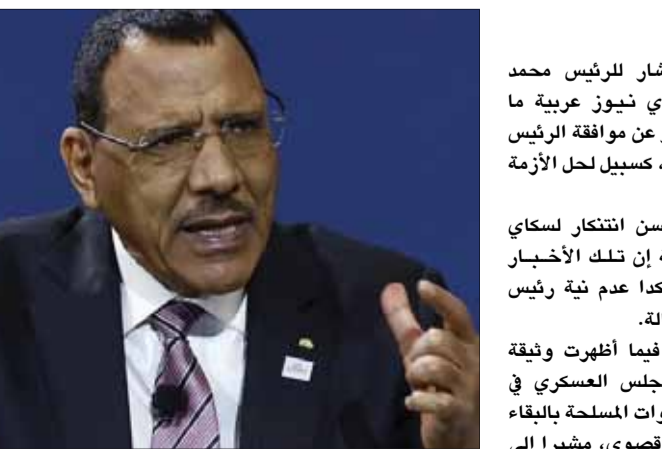 شار للرئيس محمد
ي نيوز عربية ما
عن موافقة الرئيس
، كسبيل لحل الأزمة
سن انتنكار لسكاي
ة إن تلك الأخبار
كدا عدم نية رئيس
الة.
فيما أظهرت وثيقة
جلس العسكري في
وات المسلحة بالبقاء
قصوى، مشيرا إلى